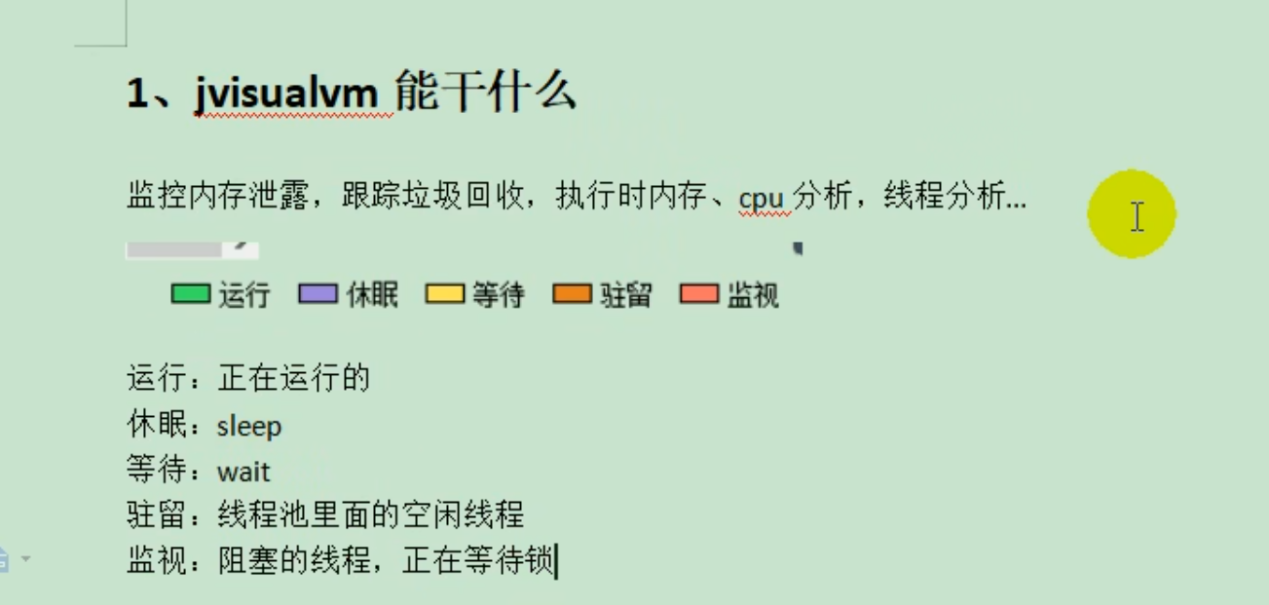 1、jvisualvm 能干什么
监控内存泄露，跟踪垃圾回收，执行时内存、cpu 分析，线程分析...
运行 休眠 等待 驻留 监视
运行：正在运行的
休眠：sleep
等待：wait
驻留：线程池里面的空闲线程
监视：阻塞的线程，正在等待锁